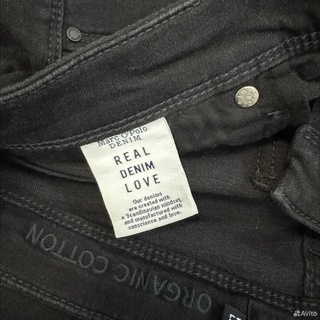 Marc O'Polo
DENIM
REAL
DENIM
LOVE
Our denims
are created with
a Scandinavian mindset
and manufactured with
conscience and love.
ORGANIC COTTON
Avito